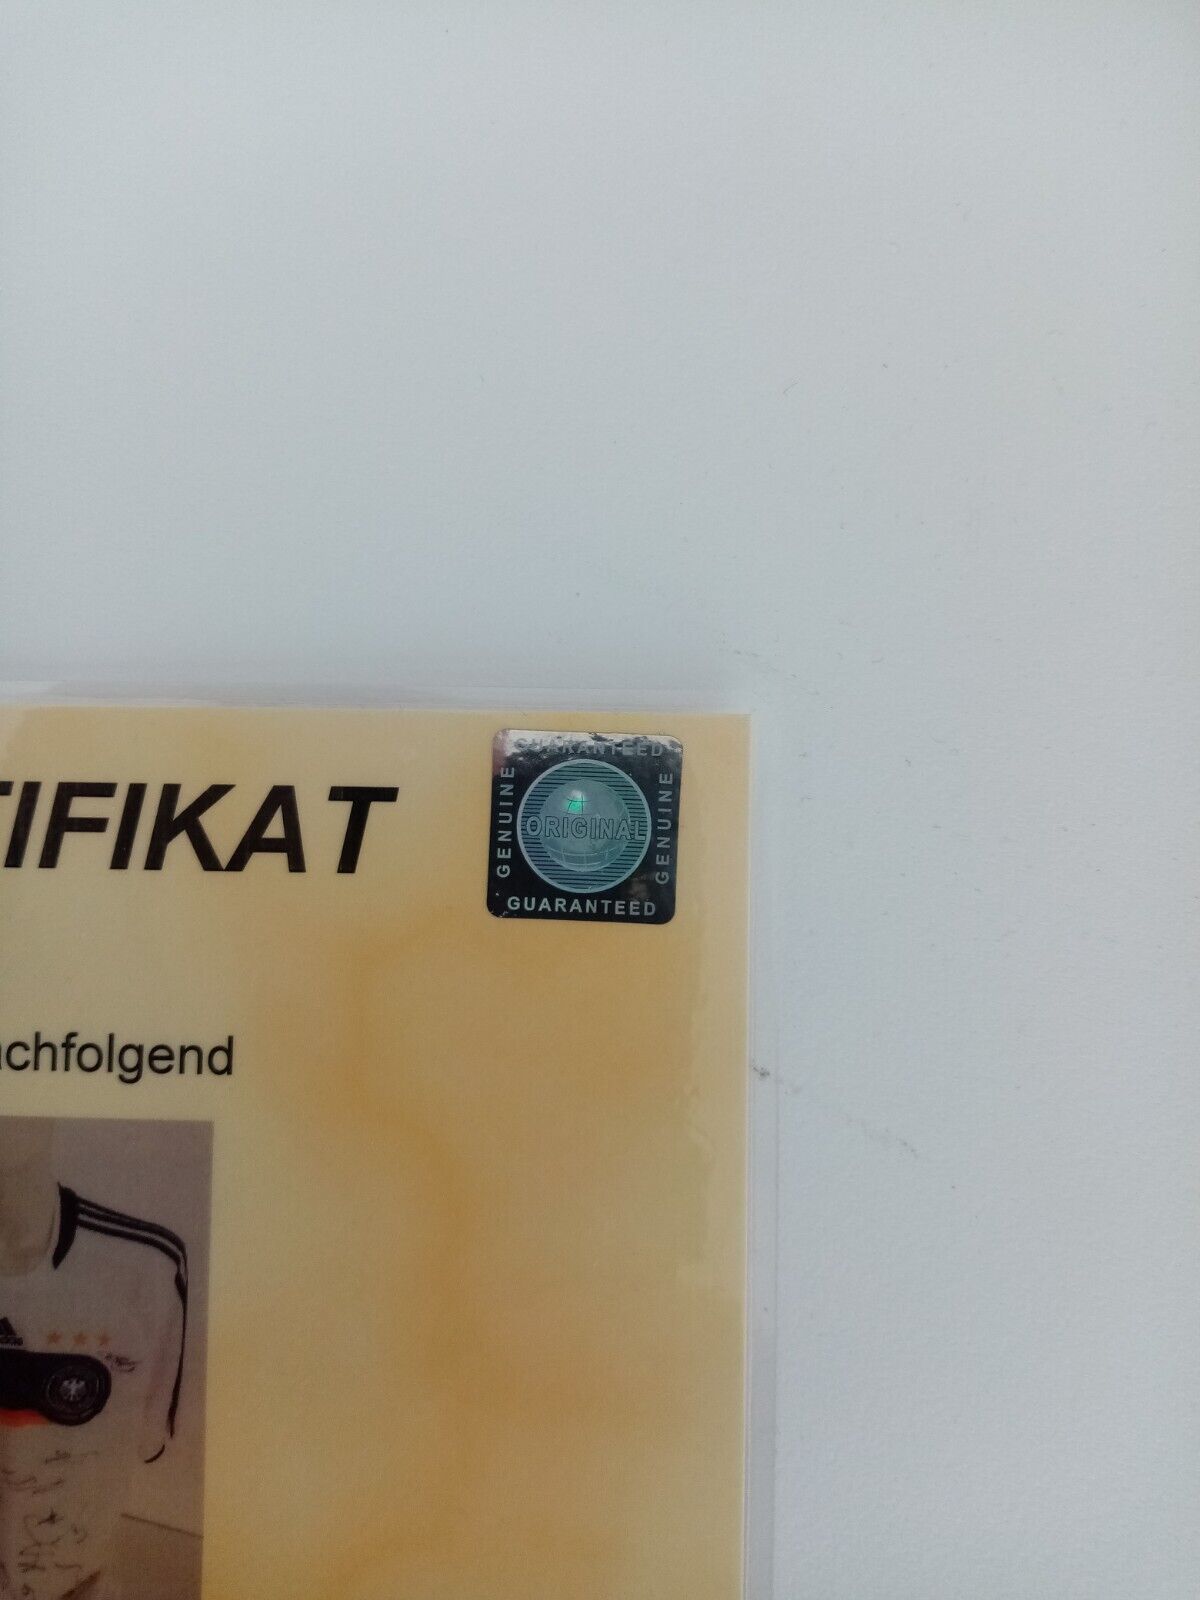 TIFIKAT
GUARANTEED
GENUINE
ORIGINAL
GENUINE
GUARANTEED
achfolgend